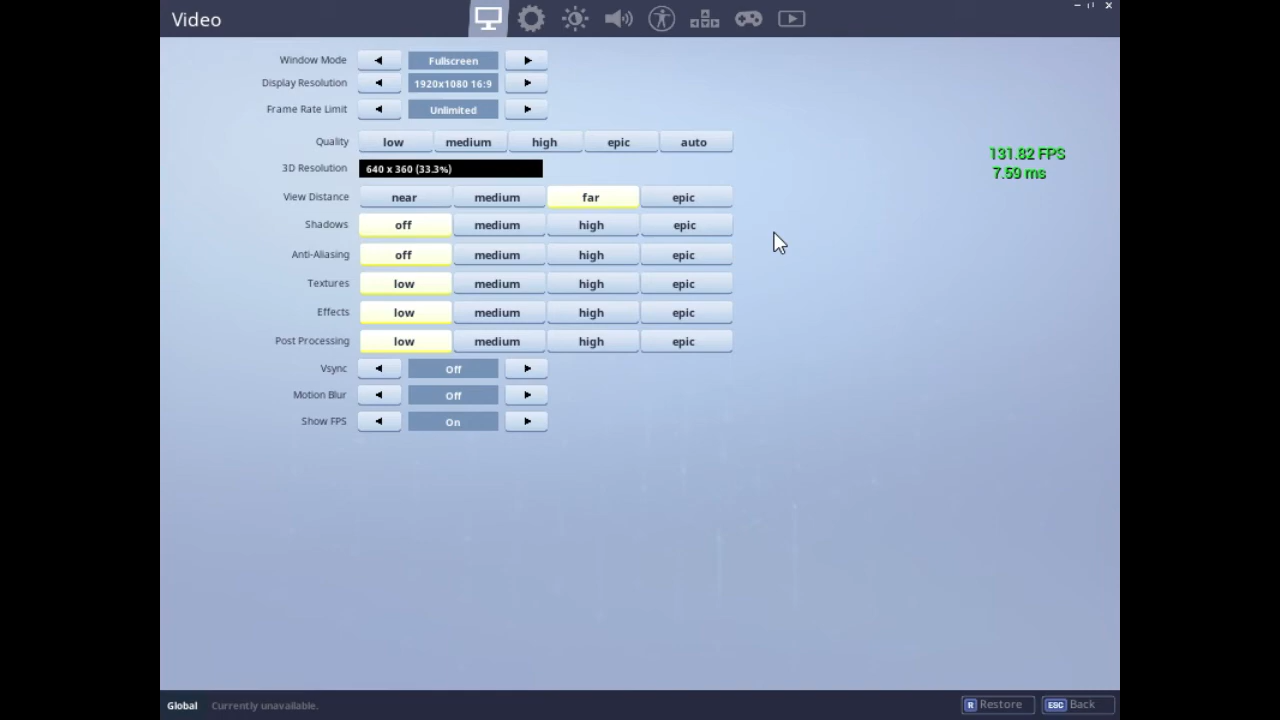 Video
Window Mode Fullscreen
Display Resolution 1920x1080 16:9
Frame Rate Limit Unlimited
Quality low medium high epic auto
3D Resolution 640 x 360 (33.3%)
131.82 FPS
7.59 ms
View Distance near medium far epic
Shadows off medium high epic
Anti-Aliasing off medium high epic
Textures low medium high epic
Effects low medium high epic
Post Processing low medium high epic
Vsync Off
Motion Blur Off
Show FPS On
Global Currently unavailable.
R Restore ESC Back